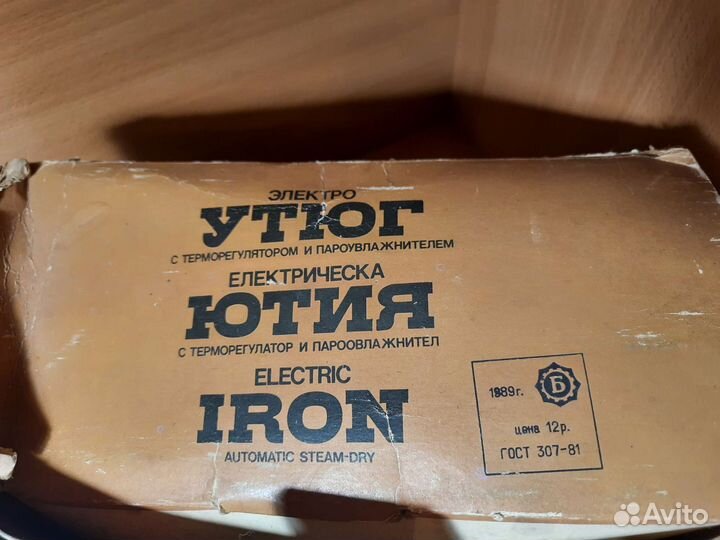 ЭЛЕКТРО
УТЮГ
С ТЕРМОРЕГУЛЯТОРОМ И ПАРОУВЛАЖНИТЕЛЕМ
ЕЛЕКТРИЧЕСКА
ЮТИЯ
С ТЕРМОРЕГУЛАТОР И ПАРООВЛАЖНИТЕЛ
ELECTRIC
IRON
AUTOMATIC STEAM-DRY
1989г.
Б
цена 12р.
ГОСТ 307-81
Avito